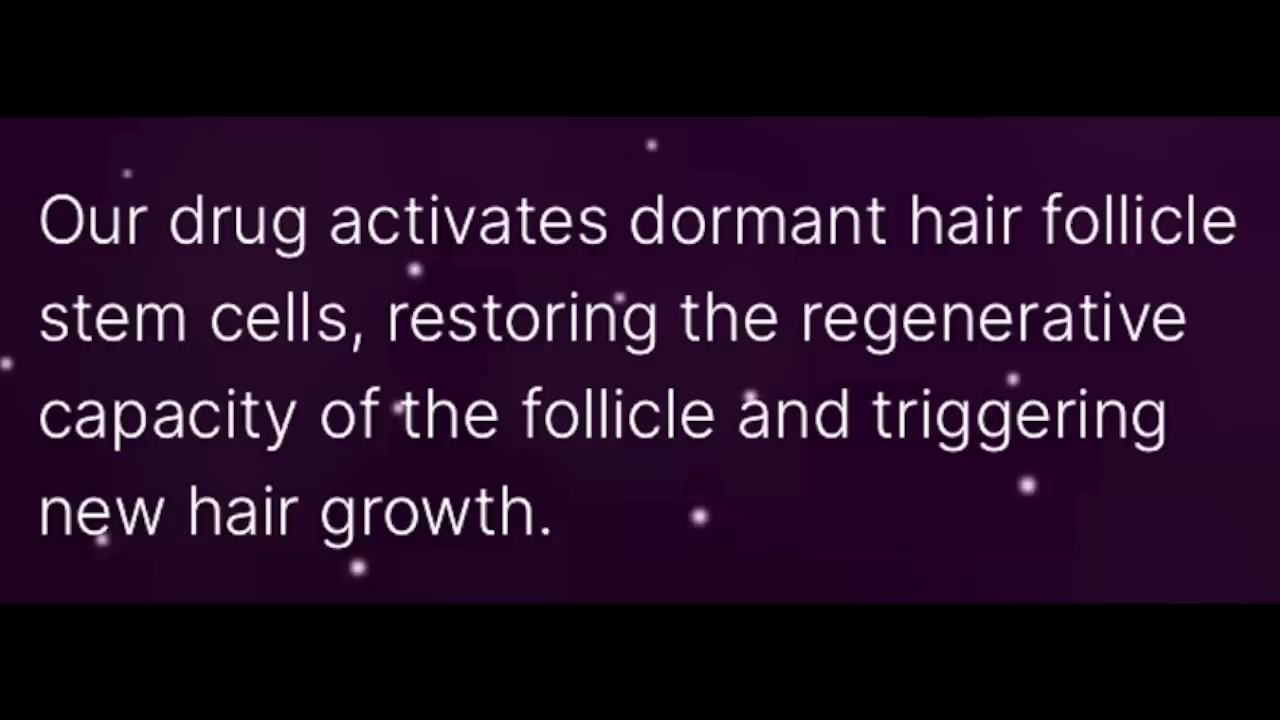 Our drug activates dormant hair follicle
stem cells, restoring the regenerative
capacity of the follicle and triggering
new hair growth.